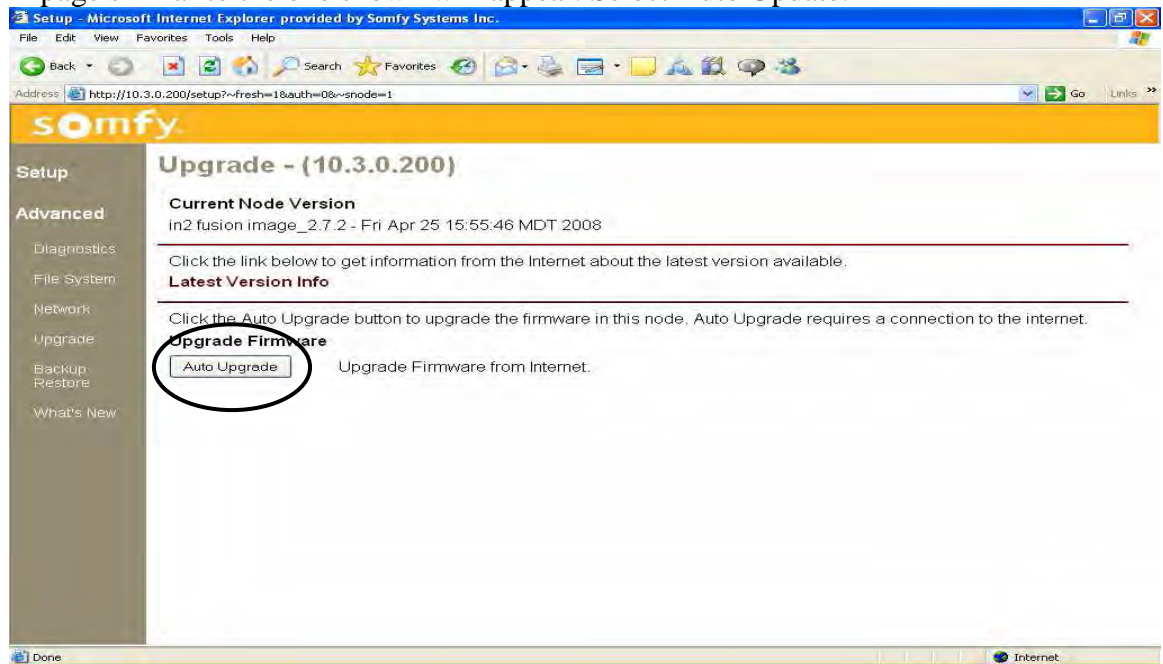 Setup - Microsoft Internet Explorer provided by Somfy Systems Inc.
File Edit View Favorites Tools Help
Back Search Favorites
Address http://10.3.0.200/setup?~fresh=1&auth=0&~snode=1 Go Links »
somfy.
Setup
Advanced
Diagnostics
File System
Network
Upgrade
Backup
Restore
What's New
Upgrade - (10.3.0.200)
Current Node Version
in2 fusion image_2.7.2 - Fri Apr 25 15:55:46 MDT 2008
Click the link below to get information from the Internet about the latest version available.
Latest Version Info
Click the Auto Upgrade button to upgrade the firmware in this node. Auto Upgrade requires a connection to the internet.
Upgrade Firmware
Auto Upgrade Upgrade Firmware from Internet.
Done Internet